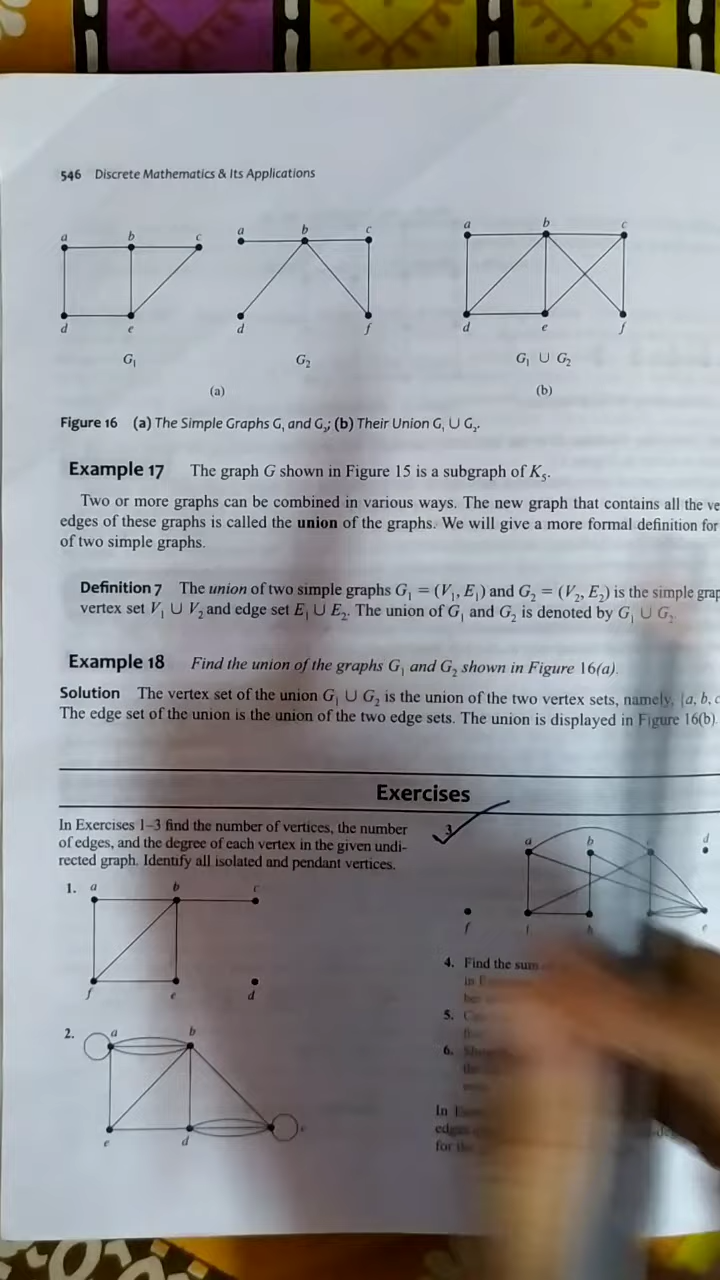 546 Discrete Mathematics & Its Applications
a b c a b c a b c
d e d f d e f
G₁ G₂ G₁ ∪ G₂
(a) (b)
Figure 16 (a) The Simple Graphs G₁ and G₂; (b) Their Union G₁ ∪ G₂.
Example 17 The graph G shown in Figure 15 is a subgraph of K₅.
Two or more graphs can be combined in various ways. The new graph that contains all the ve
edges of these graphs is called the union of the graphs. We will give a more formal definition for
of two simple graphs.
Definition 7 The union of two simple graphs G₁ = (V₁, E₁) and G₂ = (V₂, E₂) is the simple grap
vertex set V₁ ∪ V₂ and edge set E₁ ∪ E₂. The union of G₁ and G₂ is denoted by G₁ ∪ G₂.
Example 18 Find the union of the graphs G₁ and G₂ shown in Figure 16(a).
Solution The vertex set of the union G₁ ∪ G₂ is the union of the two vertex sets, namely, {a, b, c
The edge set of the union is the union of the two edge sets. The union is displayed in Figure 16(b).
Exercises
In Exercises 1–3 find the number of vertices, the number
of edges, and the degree of each vertex in the given undi-
rected graph. Identify all isolated and pendant vertices.
1. a b c
f e d
2. a b
e d c
3.
a b c d
f
4. Find the sum
in
5.
6.
the
In
edges
for the